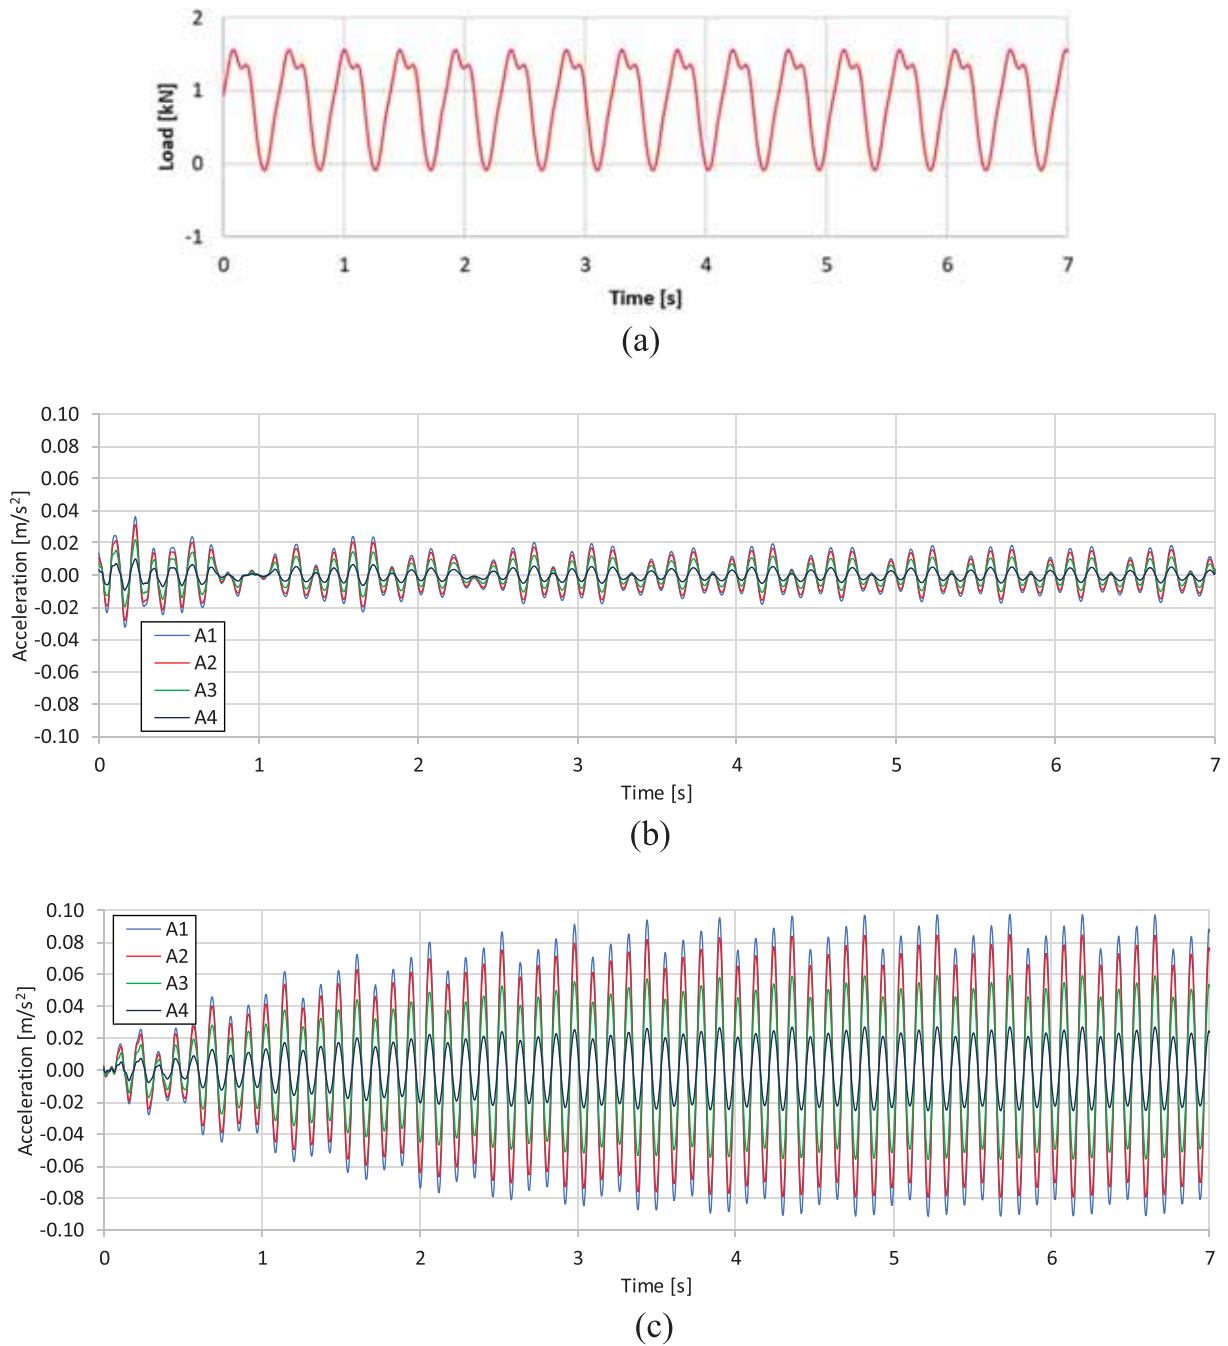 2
1
0
-1
Load [kN]
0 1 2 3 4 5 6 7
Time [s]
(a)
0.10
0.08
0.06
0.04
0.02
0.00
-0.02
-0.04
-0.06
-0.08
-0.10
Acceleration [m/s²]
A1
A2
A3
A4
0 1 2 3 4 5 6 7
Time [s]
(b)
0.10
0.08
0.06
0.04
0.02
0.00
-0.02
-0.04
-0.06
-0.08
-0.10
Acceleration [m/s²]
A1
A2
A3
A4
0 1 2 3 4 5 6 7
Time [s]
(c)